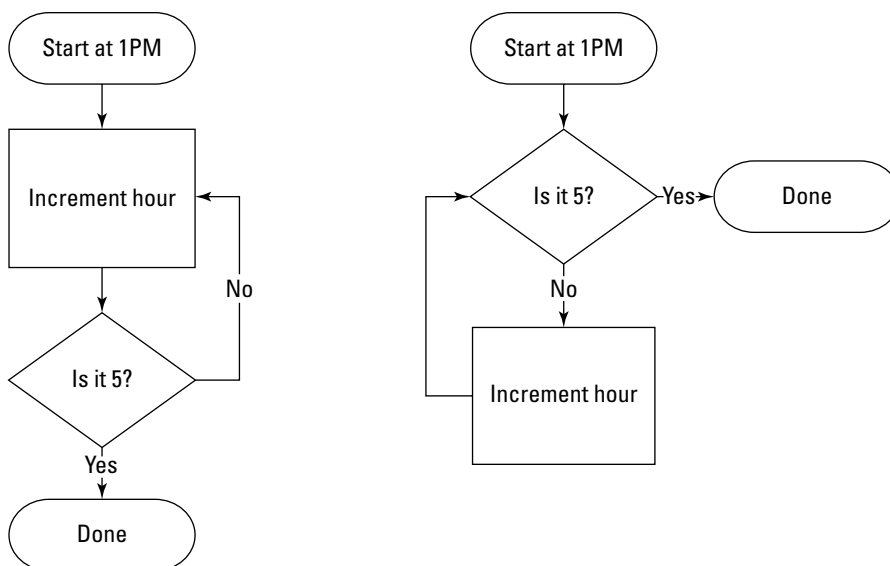 Start at 1PM
Increment hour
No
Is it 5?
Yes
Done
Start at 1PM
Is it 5?
Yes
Done
No
Increment hour